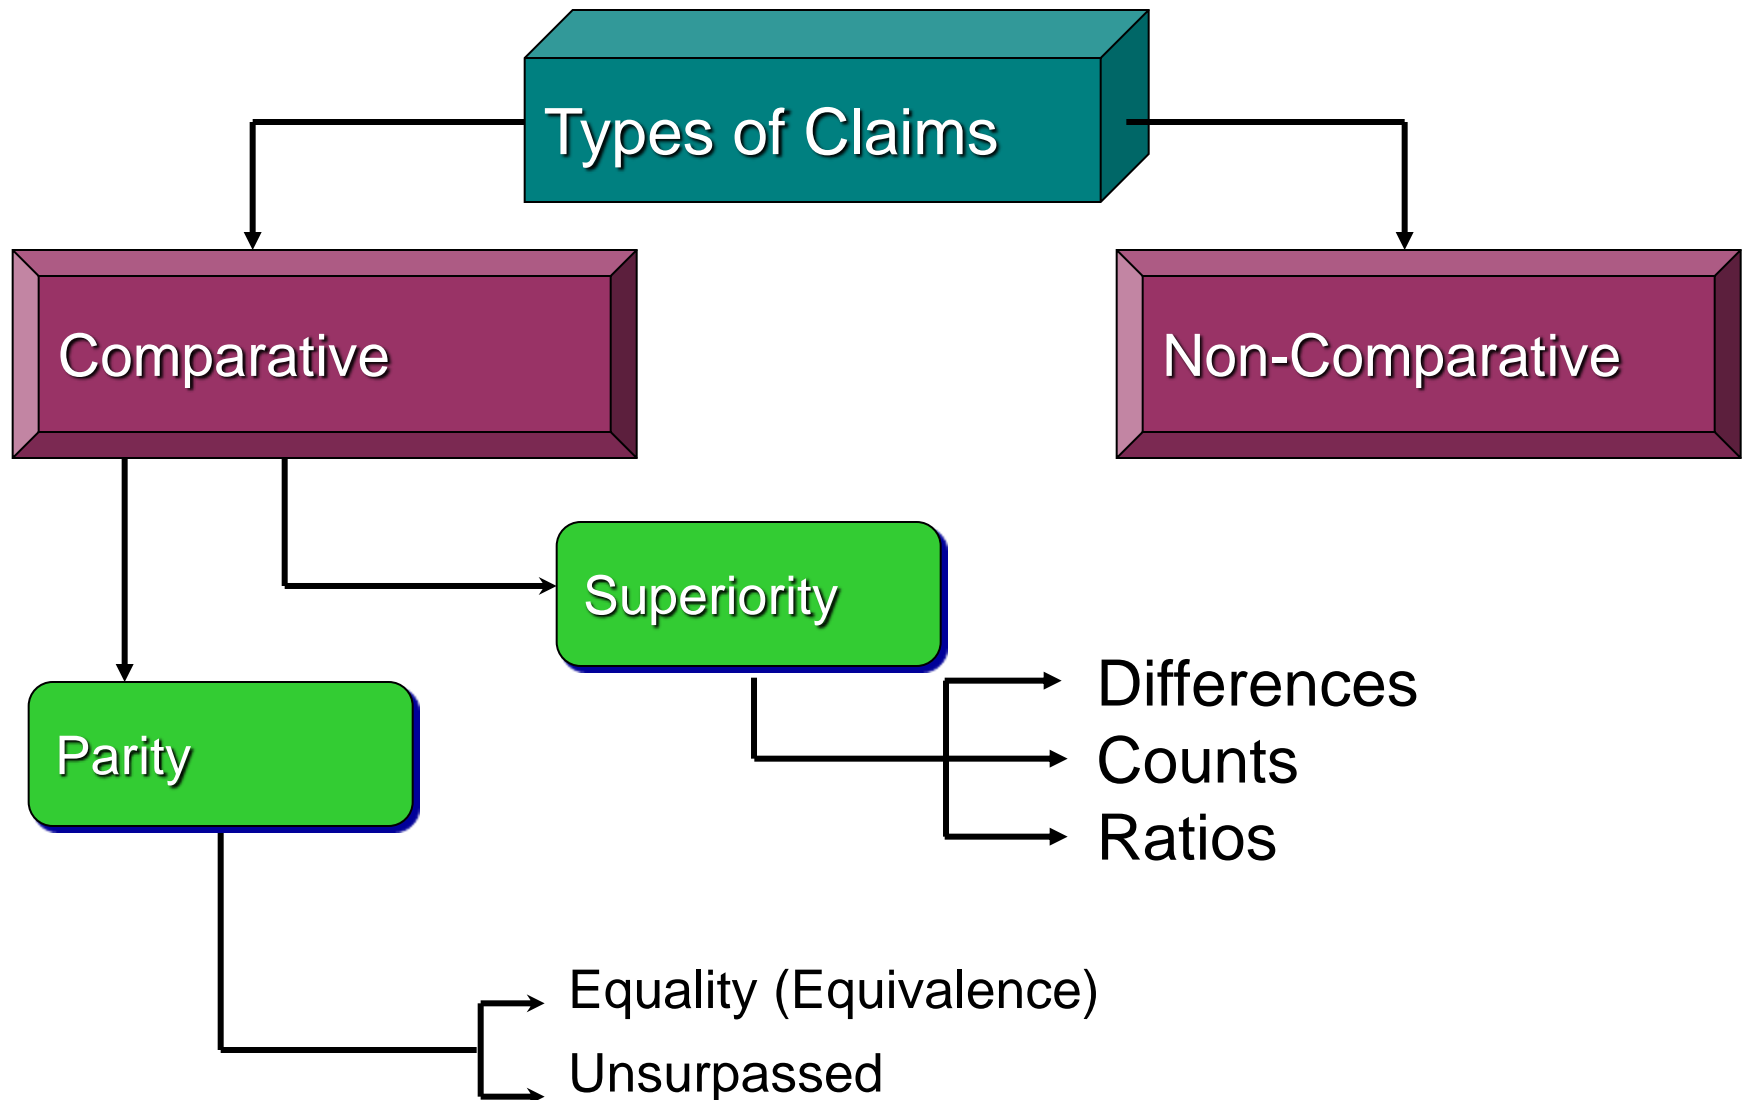 Types of Claims
Comparative
Non-Comparative
Superiority
Parity
Differences
Counts
Ratios
Equality (Equivalence)
Unsurpassed